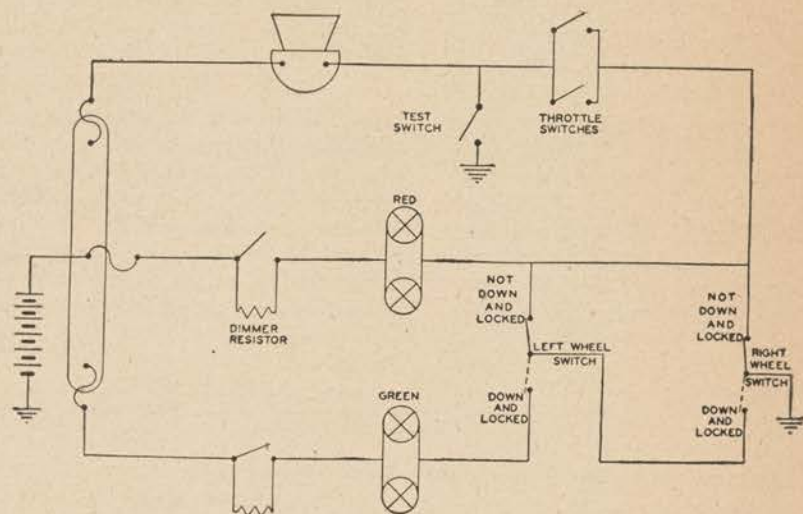 TEST
SWITCH
THROTTLE
SWITCHES
RED
DIMMER
RESISTOR
NOT
DOWN
AND
LOCKED
LEFT WHEEL
SWITCH
DOWN
AND
LOCKED
NOT
DOWN
AND
LOCKED
RIGHT
WHEEL
SWITCH
DOWN
AND
LOCKED
GREEN